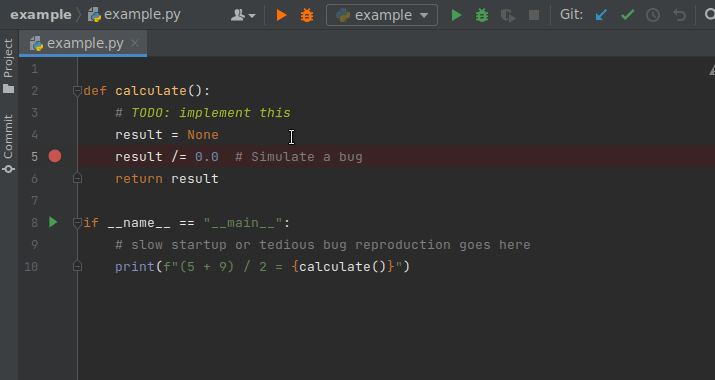 example example.py
example
Git:
example.py
Project
Commit
1
2 def calculate():
3 # TODO: implement this
4 result = None
5 result /= 0.0  # Simulate a bug
6 return result
7
8 if __name__ == "__main__":
9 # slow startup or tedious bug reproduction goes here
10 print(f"(5 + 9) / 2 = {calculate()}")